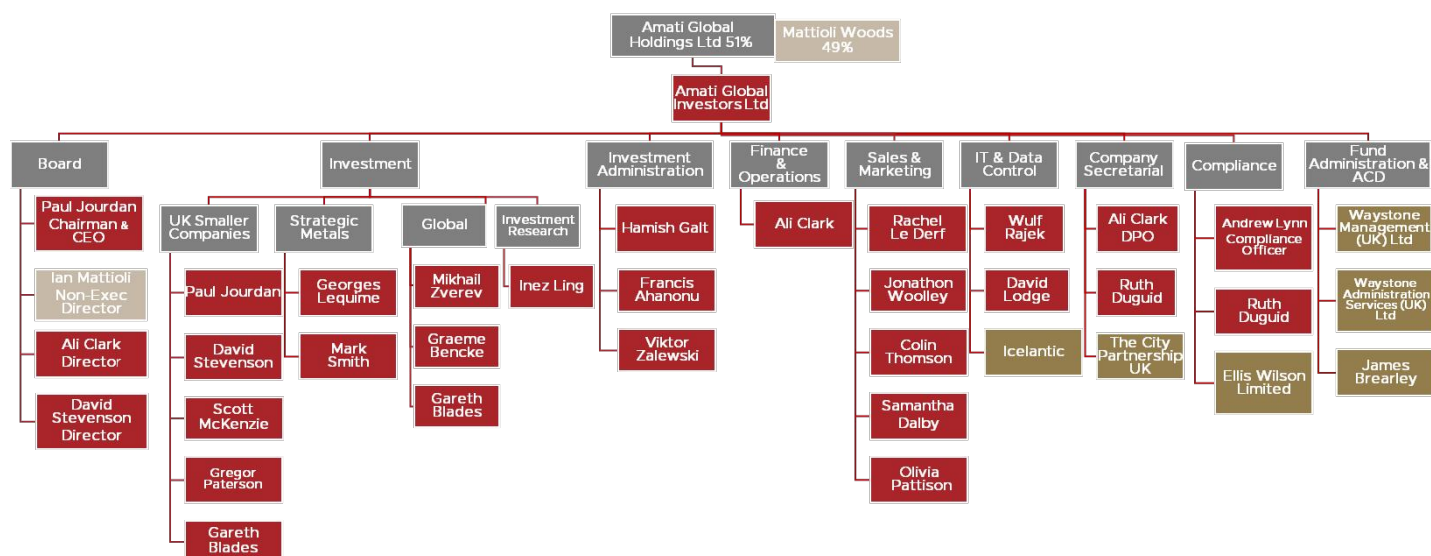 Amati Global
Holdings Ltd 51%
Mattioli Woods
49%
Amati Global
Investors Ltd
Board
Investment
Investment
Administration
Finance
&
Operations
Sales &
Marketing
IT & Data
Control
Company
Secretarial
Compliance
Fund
Administration &
ACD
Paul Jourdan
Chairman &
CEO
Ian Mattioli
Non-Exec
Director
Ali Clark
Director
David
Stevenson
Director
UK Smaller
Companies
Paul Jourdan
David
Stevenson
Scott
McKenzie
Gregor
Paterson
Gareth
Blades
Strategic
Metals
Georges
Lequime
Mark
Smith
Global
Mikhail
Zverev
Graeme
Bencke
Gareth
Blades
Investment
Research
Inez Ling
Hamish Galt
Francis
Ahanonu
Viktor
Zalewski
Ali Clark
Rachel
Le Derf
Jonathon
Woolley
Colin
Thomson
Samantha
Dalby
Olivia
Pattison
Wulf
Rajek
David
Lodge
Icelantic
Ali Clark
DPO
Ruth
Duguid
The City
Partnership
UK
Andrew Lynn
Compliance
Officer
Ruth
Duguid
Ellis Wilson
Limited
Waystone
Management
(UK) Ltd
Waystone
Administration
Services (UK)
Ltd
James
Brearley